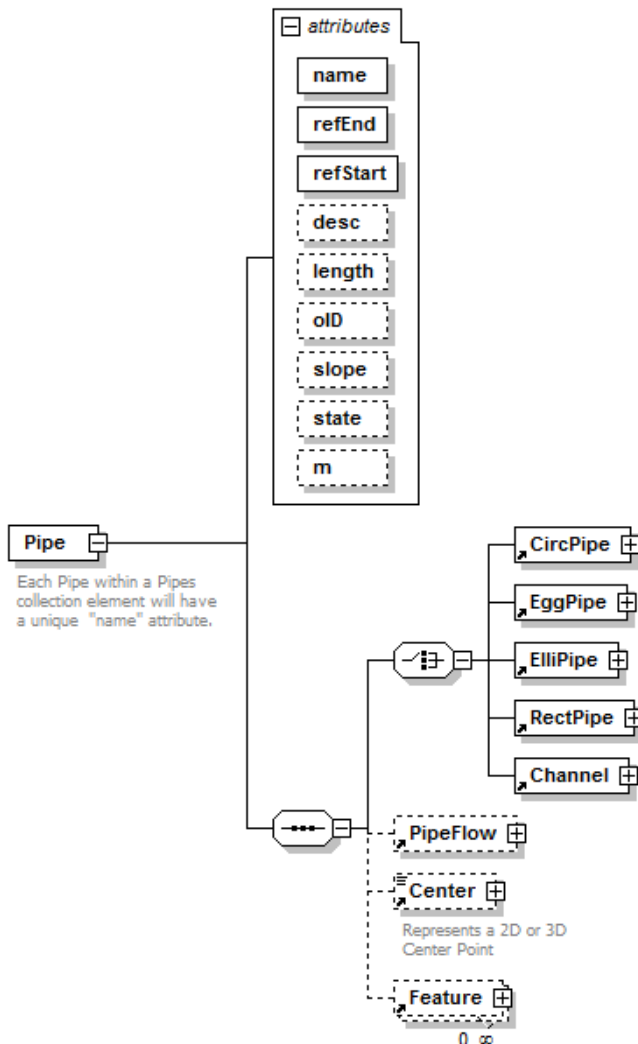 attributes
name
refEnd
refStart
desc
length
oID
slope
state
m
Pipe
Each Pipe within a Pipes
collection element will have
a unique "name" attribute.
CircPipe
EggPipe
ElliPipe
RectPipe
Channel
PipeFlow
Center
Represents a 2D or 3D
Center Point
Feature
0..∞